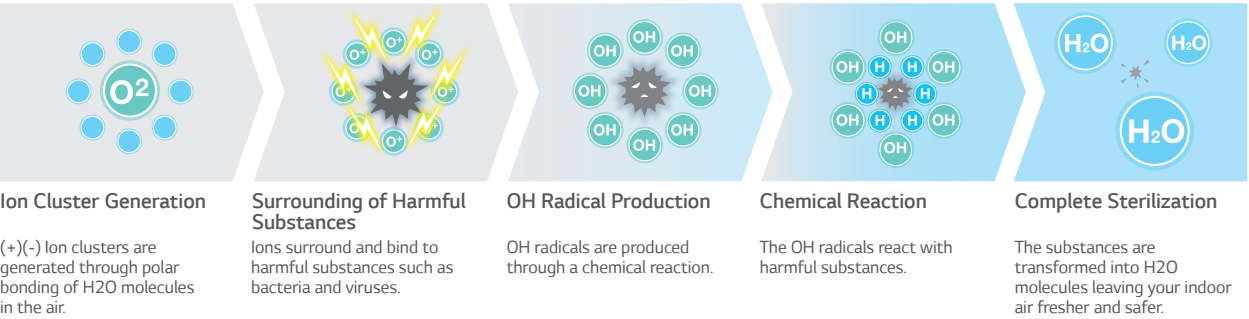 O²
O⁺ O⁺ O⁺ O⁺ O⁺ O⁺ O⁺ O⁺
OH OH OH OH OH OH OH OH
OH OH OH OH OH OH H H H H H H
H₂O H₂O H₂O
Ion Cluster Generation
(+)(-) Ion clusters are
generated through polar
bonding of H2O molecules
in the air.
Surrounding of Harmful
Substances
Ions surround and bind to
harmful substances such as
bacteria and viruses.
OH Radical Production
OH radicals are produced
through a chemical reaction.
Chemical Reaction
The OH radicals react with
harmful substances.
Complete Sterilization
The substances are
transformed into H2O
molecules leaving your indoor
air fresher and safer.